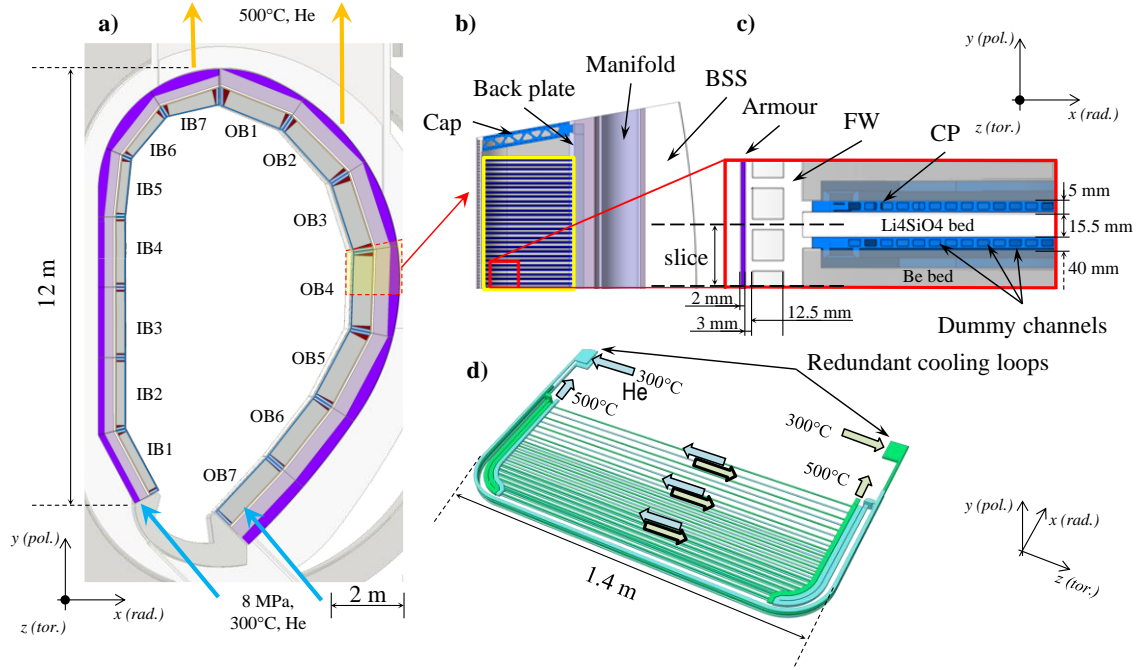 a)
500°C, He
12 m
IB7
OB1
IB6
OB2
IB5
OB3
IB4
OB4
IB3
OB5
IB2
OB6
IB1
OB7
y (pol.)
x (rad.)
z (tor.)
8 MPa,
300°C, He
2 m
b)
Manifold
BSS
Back plate
Cap
c)
y (pol.)
x (rad.)
z (tor.)
Armour
FW
CP
5 mm
Li4SiO4 bed
15.5 mm
slice
Be bed
40 mm
2 mm
12.5 mm
3 mm
Dummy channels
Redundant cooling loops
d)
300°C
He
500°C
300°C
500°C
1.4 m
y (pol.)
x (rad.)
z (tor.)